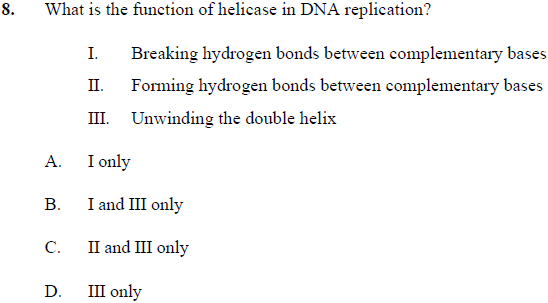 8. What is the function of helicase in DNA replication?
I. Breaking hydrogen bonds between complementary bases
II. Forming hydrogen bonds between complementary bases
III. Unwinding the double helix
A. I only
B. I and III only
C. II and III only
D. III only